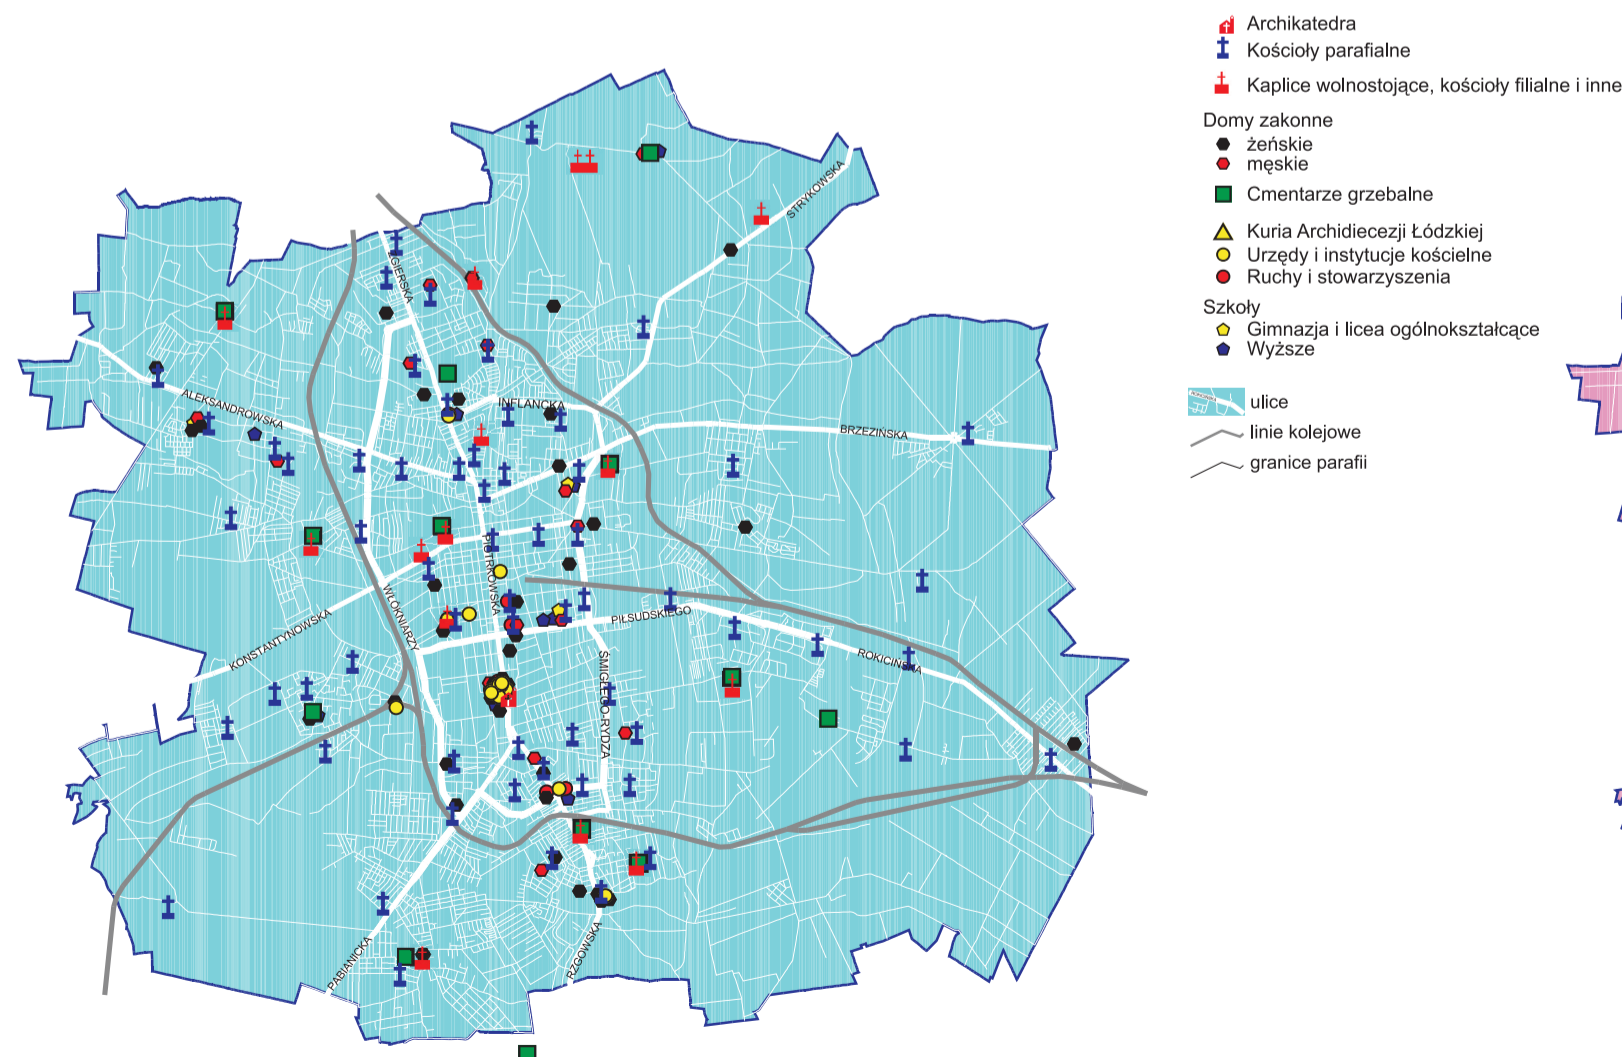 Archikatedra
Kościoły parafialne
Kaplice wolnostojące, kościoły filialne i inne
Domy zakonne
żeńskie
męskie
Cmentarze grzebalne
Kuria Archidiecezji Łódzkiej
Urzędy i instytucje kościelne
Ruchy i stowarzyszenia
Szkoły
Gimnazja i licea ogólnokształcące
Wyższe
ulice
linie kolejowe
granice parafii
STRYKOWSKA
ALEKSANDROWSKA
INFLANCKA
BRZEZIŃSKA
PIOTRKOWSKA
WŁÓKNIARZY
KONSTANTYNOWSKA
PIŁSUDSKIEGO
ROKICIŃSKA
ŚMIGŁEGO-RYDZA
PABIANICKA
RZGOWSKA